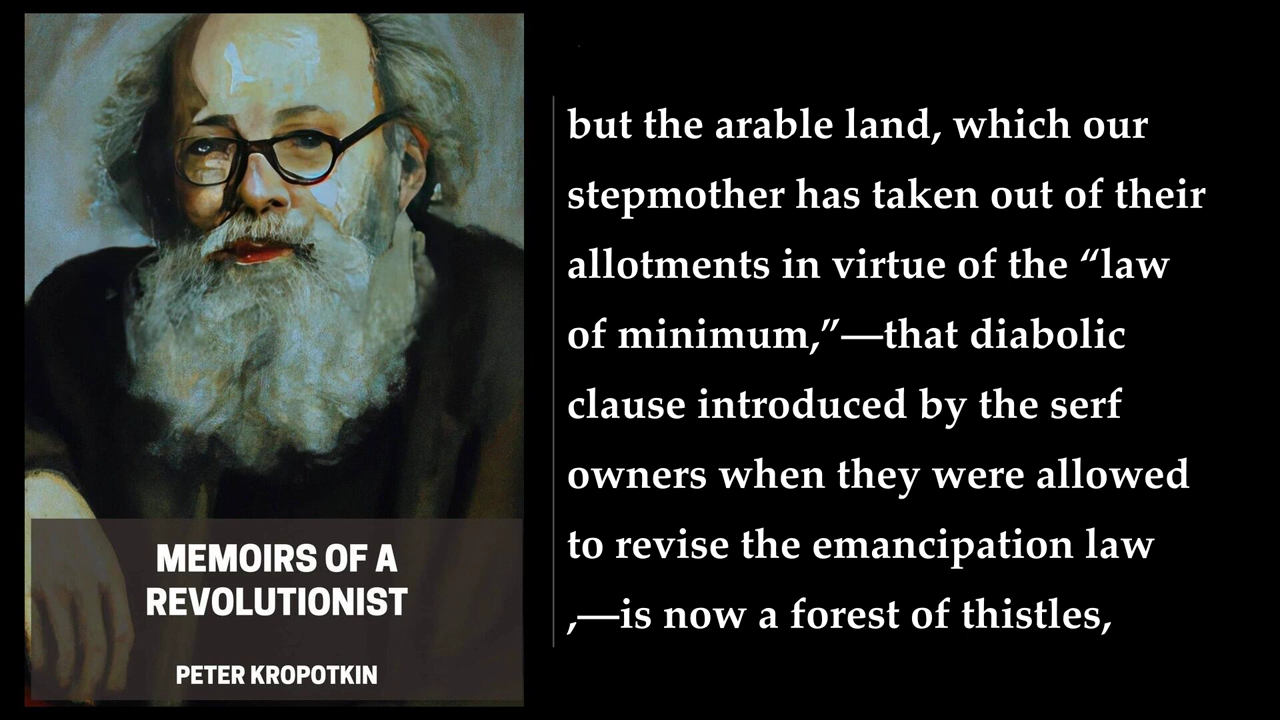 MEMOIRS OF A
REVOLUTIONIST
PETER KROPOTKIN
but the arable land, which our
stepmother has taken out of their
allotments in virtue of the “law
of minimum,”—that diabolic
clause introduced by the serf
owners when they were allowed
to revise the emancipation law
,—is now a forest of thistles,